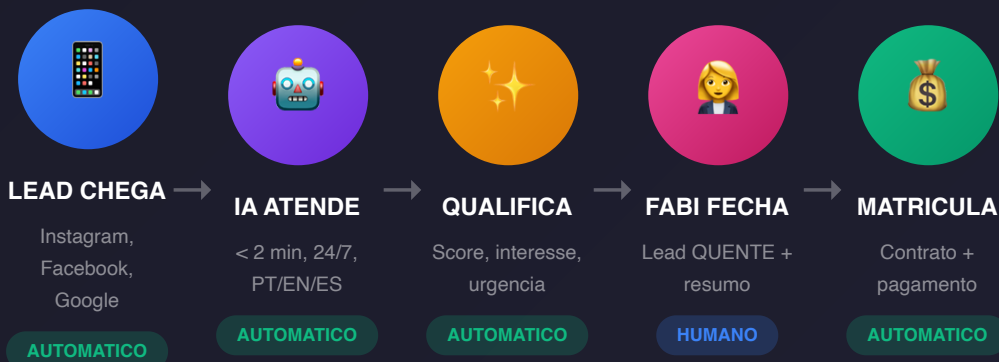 LEAD CHEGA
Instagram,
Facebook,
Google
AUTOMATICO
IA ATENDE
< 2 min, 24/7,
PT/EN/ES
AUTOMATICO
QUALIFICA
Score, interesse,
urgencia
AUTOMATICO
FABI FECHA
Lead QUENTE +
resumo
HUMANO
MATRICULA
Contrato +
pagamento
AUTOMATICO